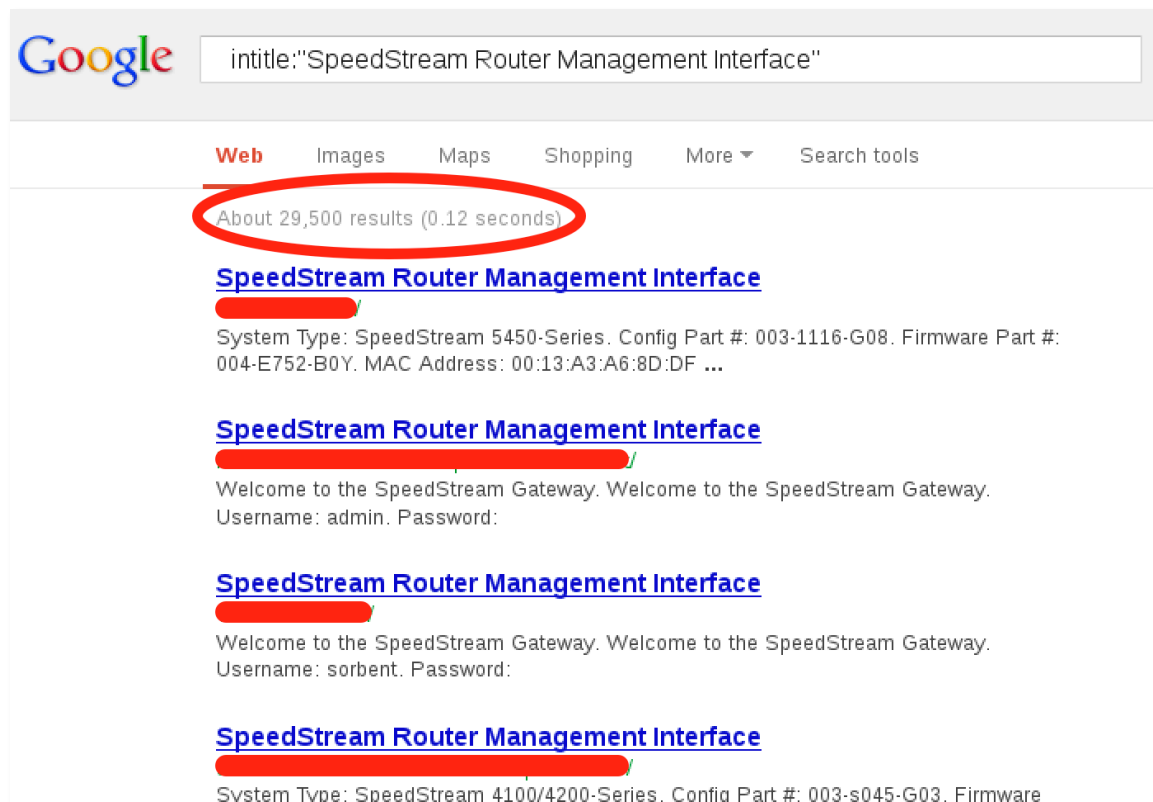 Google
intitle:"SpeedStream Router Management Interface"
Web Images Maps Shopping More Search tools
About 29,500 results (0.12 seconds)
SpeedStream Router Management Interface
/
System Type: SpeedStream 5450-Series. Config Part #: 003-1116-G08. Firmware Part #:
004-E752-B0Y. MAC Address: 00:13:A3:A6:8D:DF ...
SpeedStream Router Management Interface
/
Welcome to the SpeedStream Gateway. Welcome to the SpeedStream Gateway.
Username: admin. Password:
SpeedStream Router Management Interface
/
Welcome to the SpeedStream Gateway. Welcome to the SpeedStream Gateway.
Username: sorbent. Password:
SpeedStream Router Management Interface
/
System Type: SpeedStream 4100/4200-Series. Config Part #: 003-s045-G03. Firmware